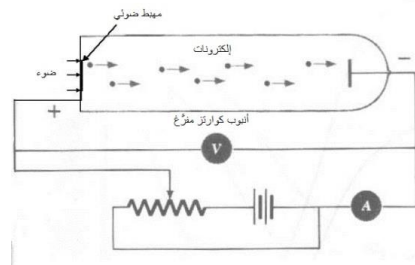 مهبط ضوئي
إلكترونات
ضوء
−
+
أنبوب كوارتز مفرَّغ
V
A